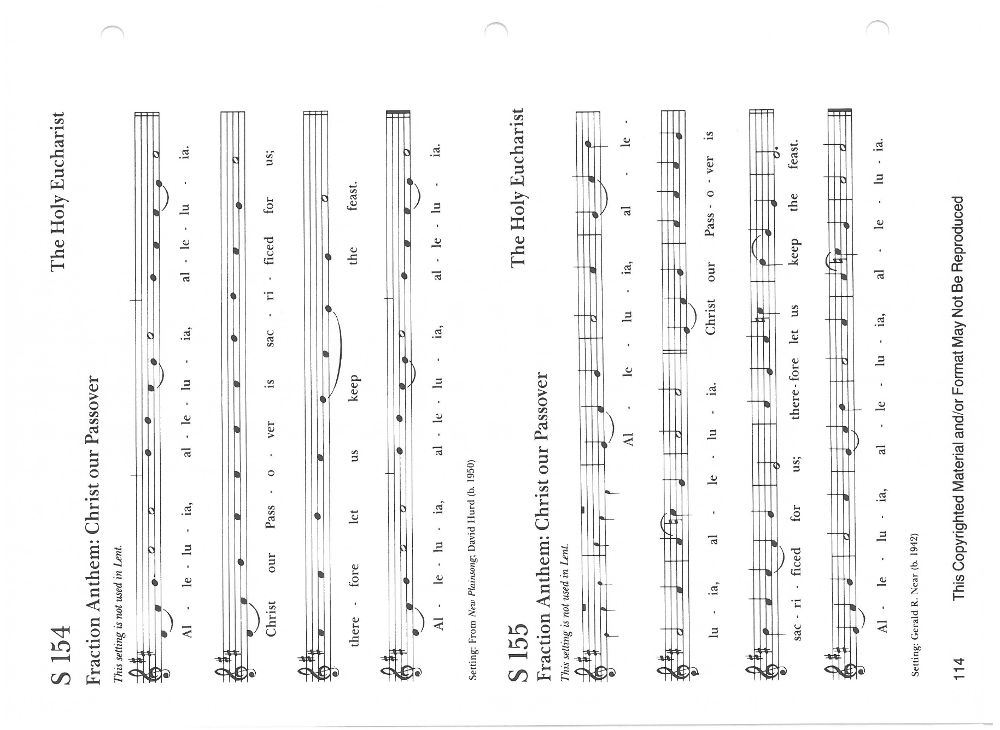 S 154 The Holy Eucharist
Fraction Anthem: Christ our Passover
This setting is not used in Lent.
Al - le - lu - ia, al - le - lu - ia, al - le - lu - ia.
Christ our Pass - o - ver is sac - ri - ficed for us;
there - fore let us keep the feast.
Al - le - lu - ia, al - le - lu - ia, al - le - lu - ia.
Setting: From New Plainsong; David Hurd (b. 1950)
S 155 The Holy Eucharist
Fraction Anthem: Christ our Passover
This setting is not used in Lent.
Al - le - lu - ia, al - le -
lu - ia, al - le - lu - ia. Christ our Pass - o - ver is
sac - ri - ficed for us; there - fore let us keep the feast.
Al - le - lu - ia, al - le - lu - ia, al - le - lu - ia.
Setting: Gerald R. Near (b. 1942)
114 This Copyrighted Material and/or Format May Not Be Reproduced